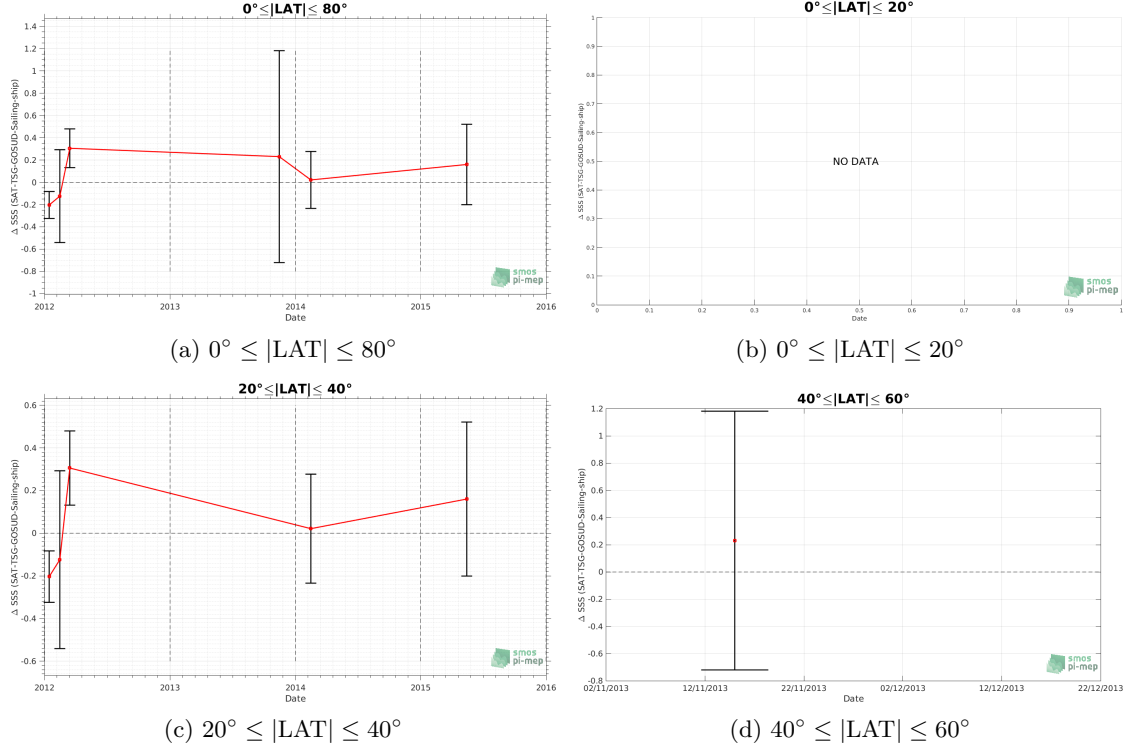 0°≤|LAT|≤ 80°
Δ SSS (SAT-TSG-GOSUD-Sailing-ship)
1.4
1.2
1
0.8
0.6
0.4
0.2
0
-0.2
-0.4
-0.6
-0.8
-1
2012 2013 2014 2015 2016
Date
smos
pi-mep
(a) 0° ≤ |LAT| ≤ 80°
0°≤|LAT|≤ 20°
Δ SSS (SAT-TSG-GOSUD-Sailing-ship)
1
0.9
0.8
0.7
0.6
0.5
0.4
0.3
0.2
0.1
0
NO DATA
0 0.1 0.2 0.3 0.4 0.5 0.6 0.7 0.8 0.9 1
Date
smos
pi-mep
(b) 0° ≤ |LAT| ≤ 20°
20°≤|LAT|≤ 40°
Δ SSS (SAT-TSG-GOSUD-Sailing-ship)
0.6
0.4
0.2
0
-0.2
-0.4
-0.6
2012 2013 2014 2015 2016
Date
smos
pi-mep
(c) 20° ≤ |LAT| ≤ 40°
40°≤|LAT|≤ 60°
Δ SSS (SAT-TSG-GOSUD-Sailing-ship)
1.2
1
0.8
0.6
0.4
0.2
0
-0.2
-0.4
-0.6
-0.8
02/11/2013 12/11/2013 22/11/2013 02/12/2013 12/12/2013 22/12/2013
Date
smos
pi-mep
(d) 40° ≤ |LAT| ≤ 60°